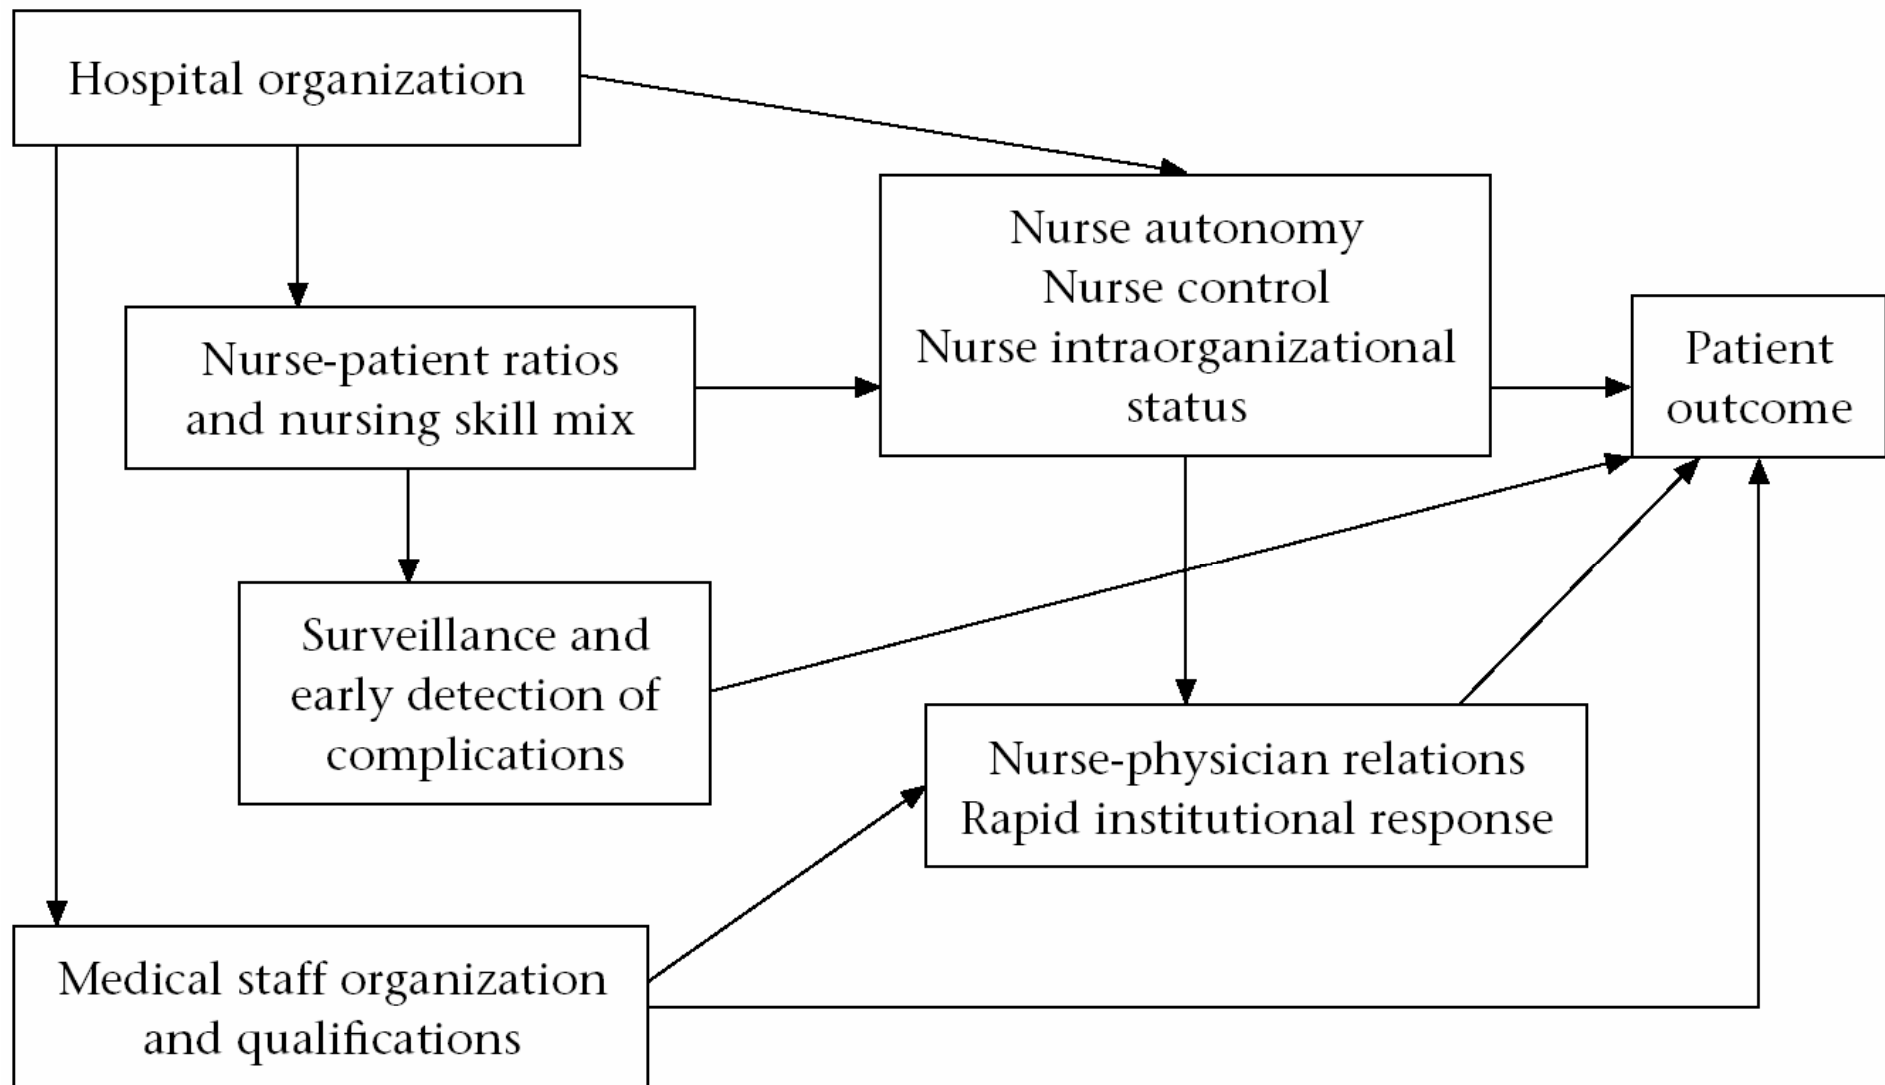 Hospital organization
Nurse autonomy
Nurse control
Nurse intraorganizational
status
Nurse-patient ratios
and nursing skill mix
Patient
outcome
Surveillance and
early detection of
complications
Nurse-physician relations
Rapid institutional response
Medical staff organization
and qualifications